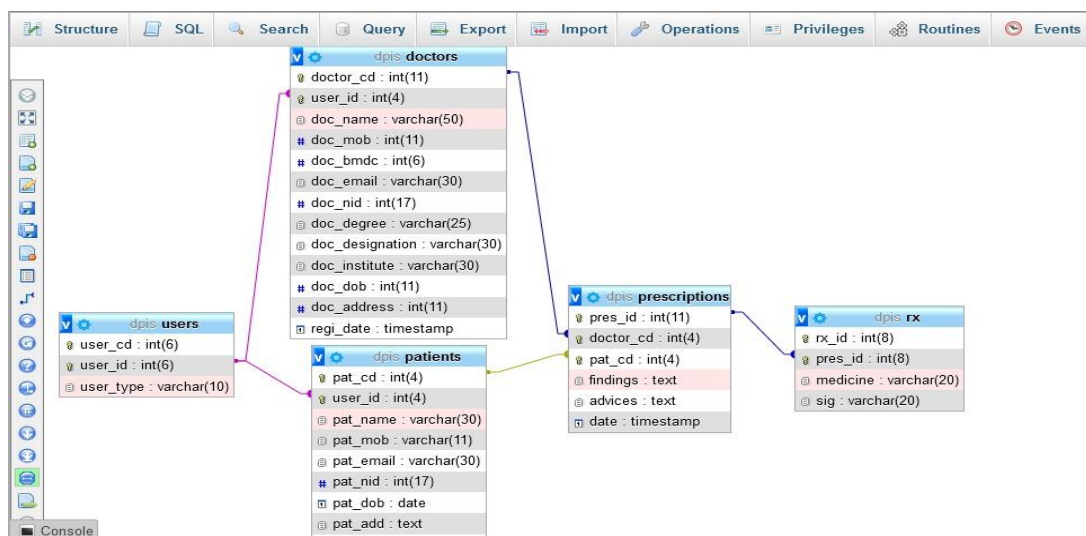 Structure SQL Search Query Export Import Operations Privileges Routines Events
dpis doctors
doctor_cd : int(11)
user_id : int(4)
doc_name : varchar(50)
doc_mob : int(11)
doc_bmdc : int(6)
doc_email : varchar(30)
doc_nid : int(17)
doc_degree : varchar(25)
doc_designation : varchar(30)
doc_institute : varchar(30)
doc_dob : int(11)
doc_address : int(11)
regi_date : timestamp
dpis users
user_cd : int(6)
user_id : int(6)
user_type : varchar(10)
dpis patients
pat_cd : int(4)
user_id : int(4)
pat_name : varchar(30)
pat_mob : varchar(11)
pat_email : varchar(30)
pat_nid : int(17)
pat_dob : date
pat_add : text
dpis prescriptions
pres_id : int(11)
doctor_cd : int(4)
pat_cd : int(4)
findings : text
advices : text
date : timestamp
dpis rx
rx_id : int(8)
pres_id : int(8)
medicine : varchar(20)
sig : varchar(20)
Console